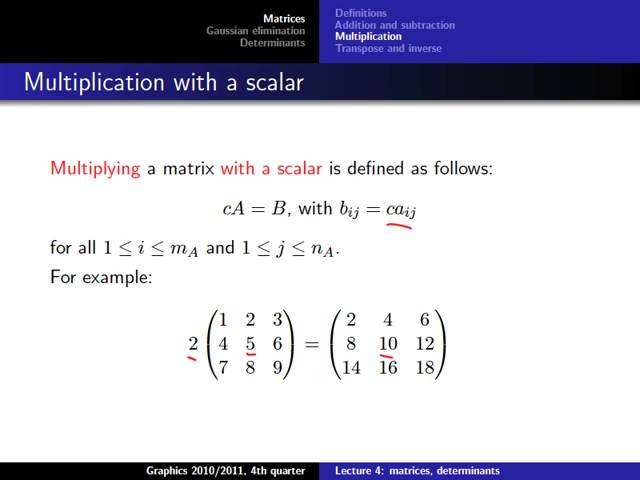 Matrices
Gaussian elimination
Determinants
Definitions
Addition and subtraction
Multiplication
Transpose and inverse
Multiplication with a scalar
Multiplying a matrix with a scalar is defined as follows:
cA = B, with b_ij = ca_ij
for all 1 ≤ i ≤ m_A and 1 ≤ j ≤ n_A.
For example:
1 2 3 2 4 6
2 4 5 6 = 8 10 12
7 8 9 14 16 18
Graphics 2010/2011, 4th quarter
Lecture 4: matrices, determinants